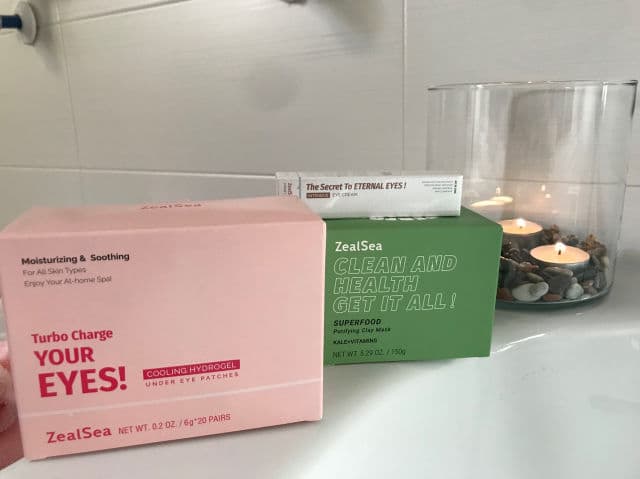 ZealSea
The Secret To ETERNAL EYES !
EYE CREAM
ZealSea
Moisturizing & Soothing
For All Skin Types
Enjoy Your At-home Spa!
Turbo Charge
YOUR
EYES!
COOLING HYDROGEL
UNDER EYE PATCHES
ZealSea NET WT. 0.2 OZ. / 6g*20 PAIRS
ZealSea
CLEAN AND
HEALTH
GET IT ALL !
SUPERFOOD
Purifying Clay Mask
KALE+VITAMINS
NET WT. 5.29 OZ. / 150g